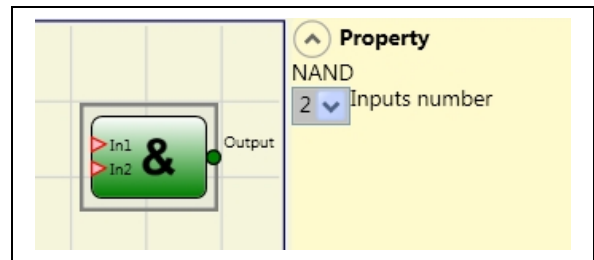 Property
NAND
2 Inputs number
In1
In2
&
Output